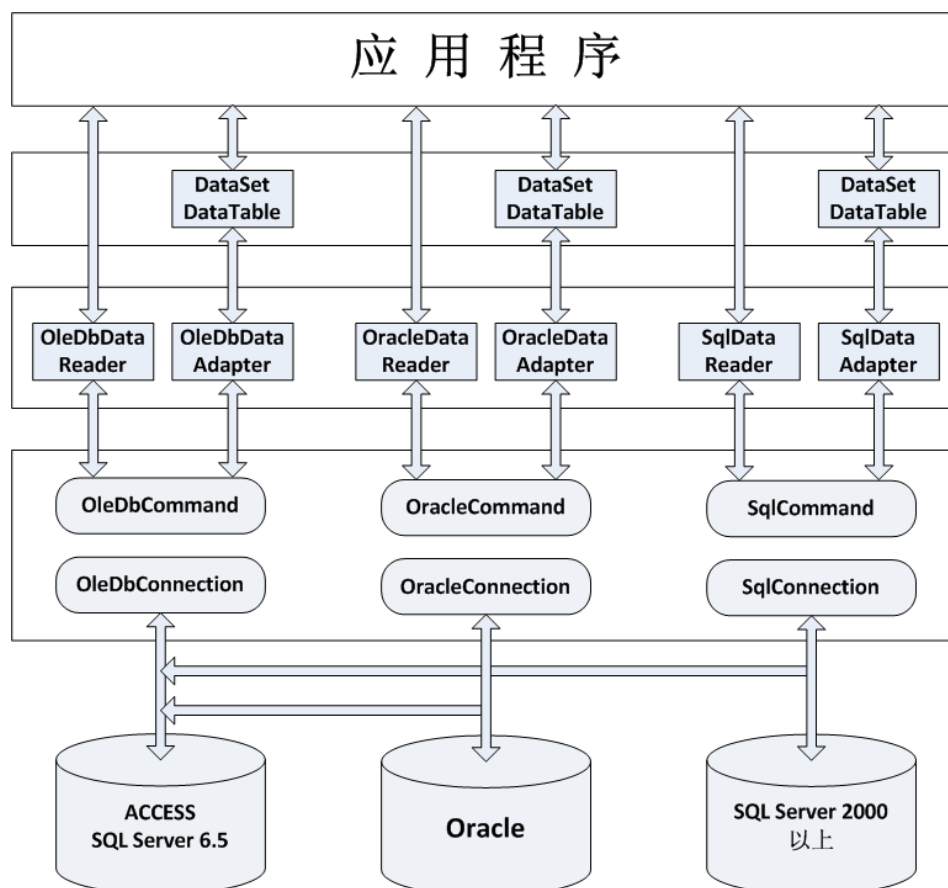 应 用 程 序
DataSet
DataTable
DataSet
DataTable
DataSet
DataTable
OleDbData
Reader
OleDbData
Adapter
OracleData
Reader
OracleData
Adapter
SqlData
Reader
SqlData
Adapter
OleDbCommand
OracleCommand
SqlCommand
OleDbConnection
OracleConnection
SqlConnection
ACCESS
SQL Server 6.5
Oracle
SQL Server 2000
以上